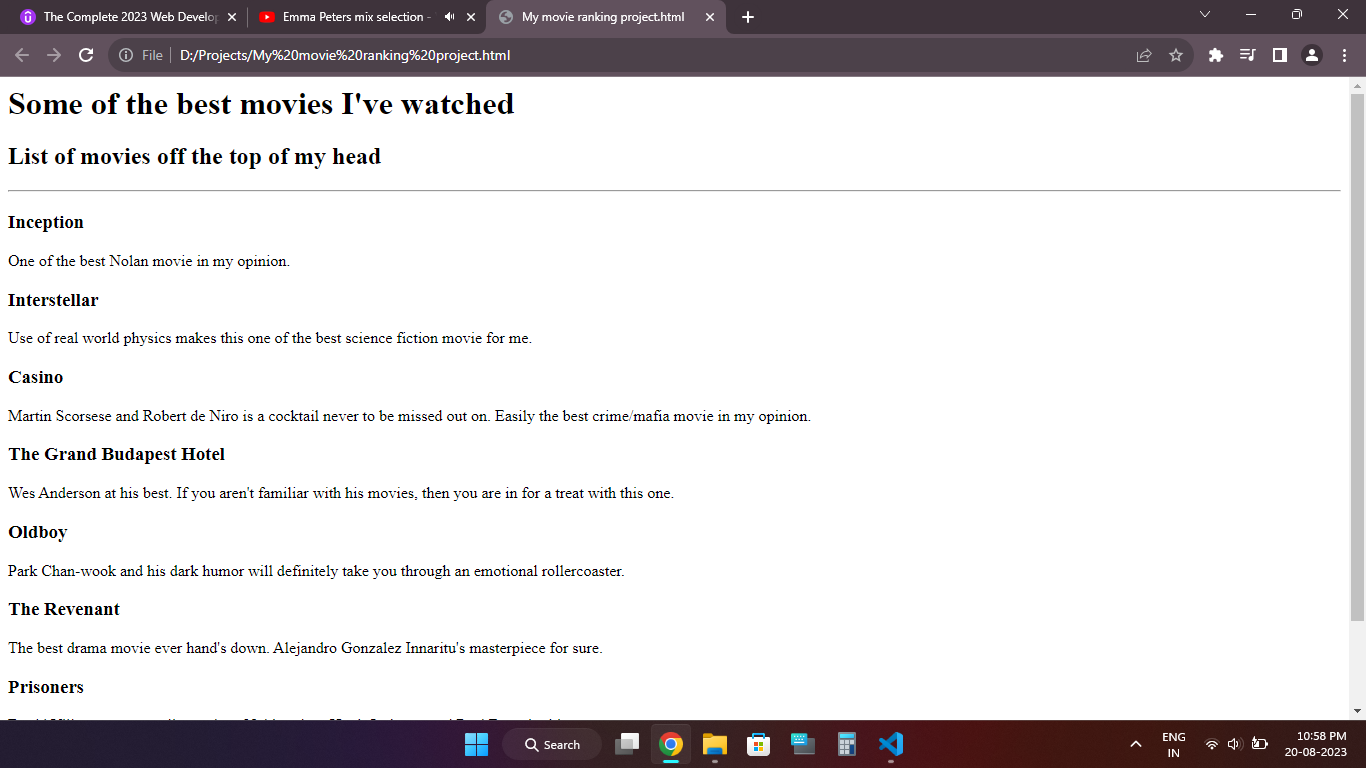 The Complete 2023 Web Develop
Emma Peters mix selection -
My movie ranking project.html
File
D:/Projects/My%20movie%20ranking%20project.html
Some of the best movies I've watched
List of movies off the top of my head
Inception
One of the best Nolan movie in my opinion.
Interstellar
Use of real world physics makes this one of the best science fiction movie for me.
Casino
Martin Scorsese and Robert de Niro is a cocktail never to be missed out on. Easily the best crime/mafia movie in my opinion.
The Grand Budapest Hotel
Wes Anderson at his best. If you aren't familiar with his movies, then you are in for a treat with this one.
Oldboy
Park Chan-wook and his dark humor will definitely take you through an emotional rollercoaster.
The Revenant
The best drama movie ever hand's down. Alejandro Gonzalez Innaritu's masterpiece for sure.
Prisoners
Search
ENG
IN
10:58 PM
20-08-2023